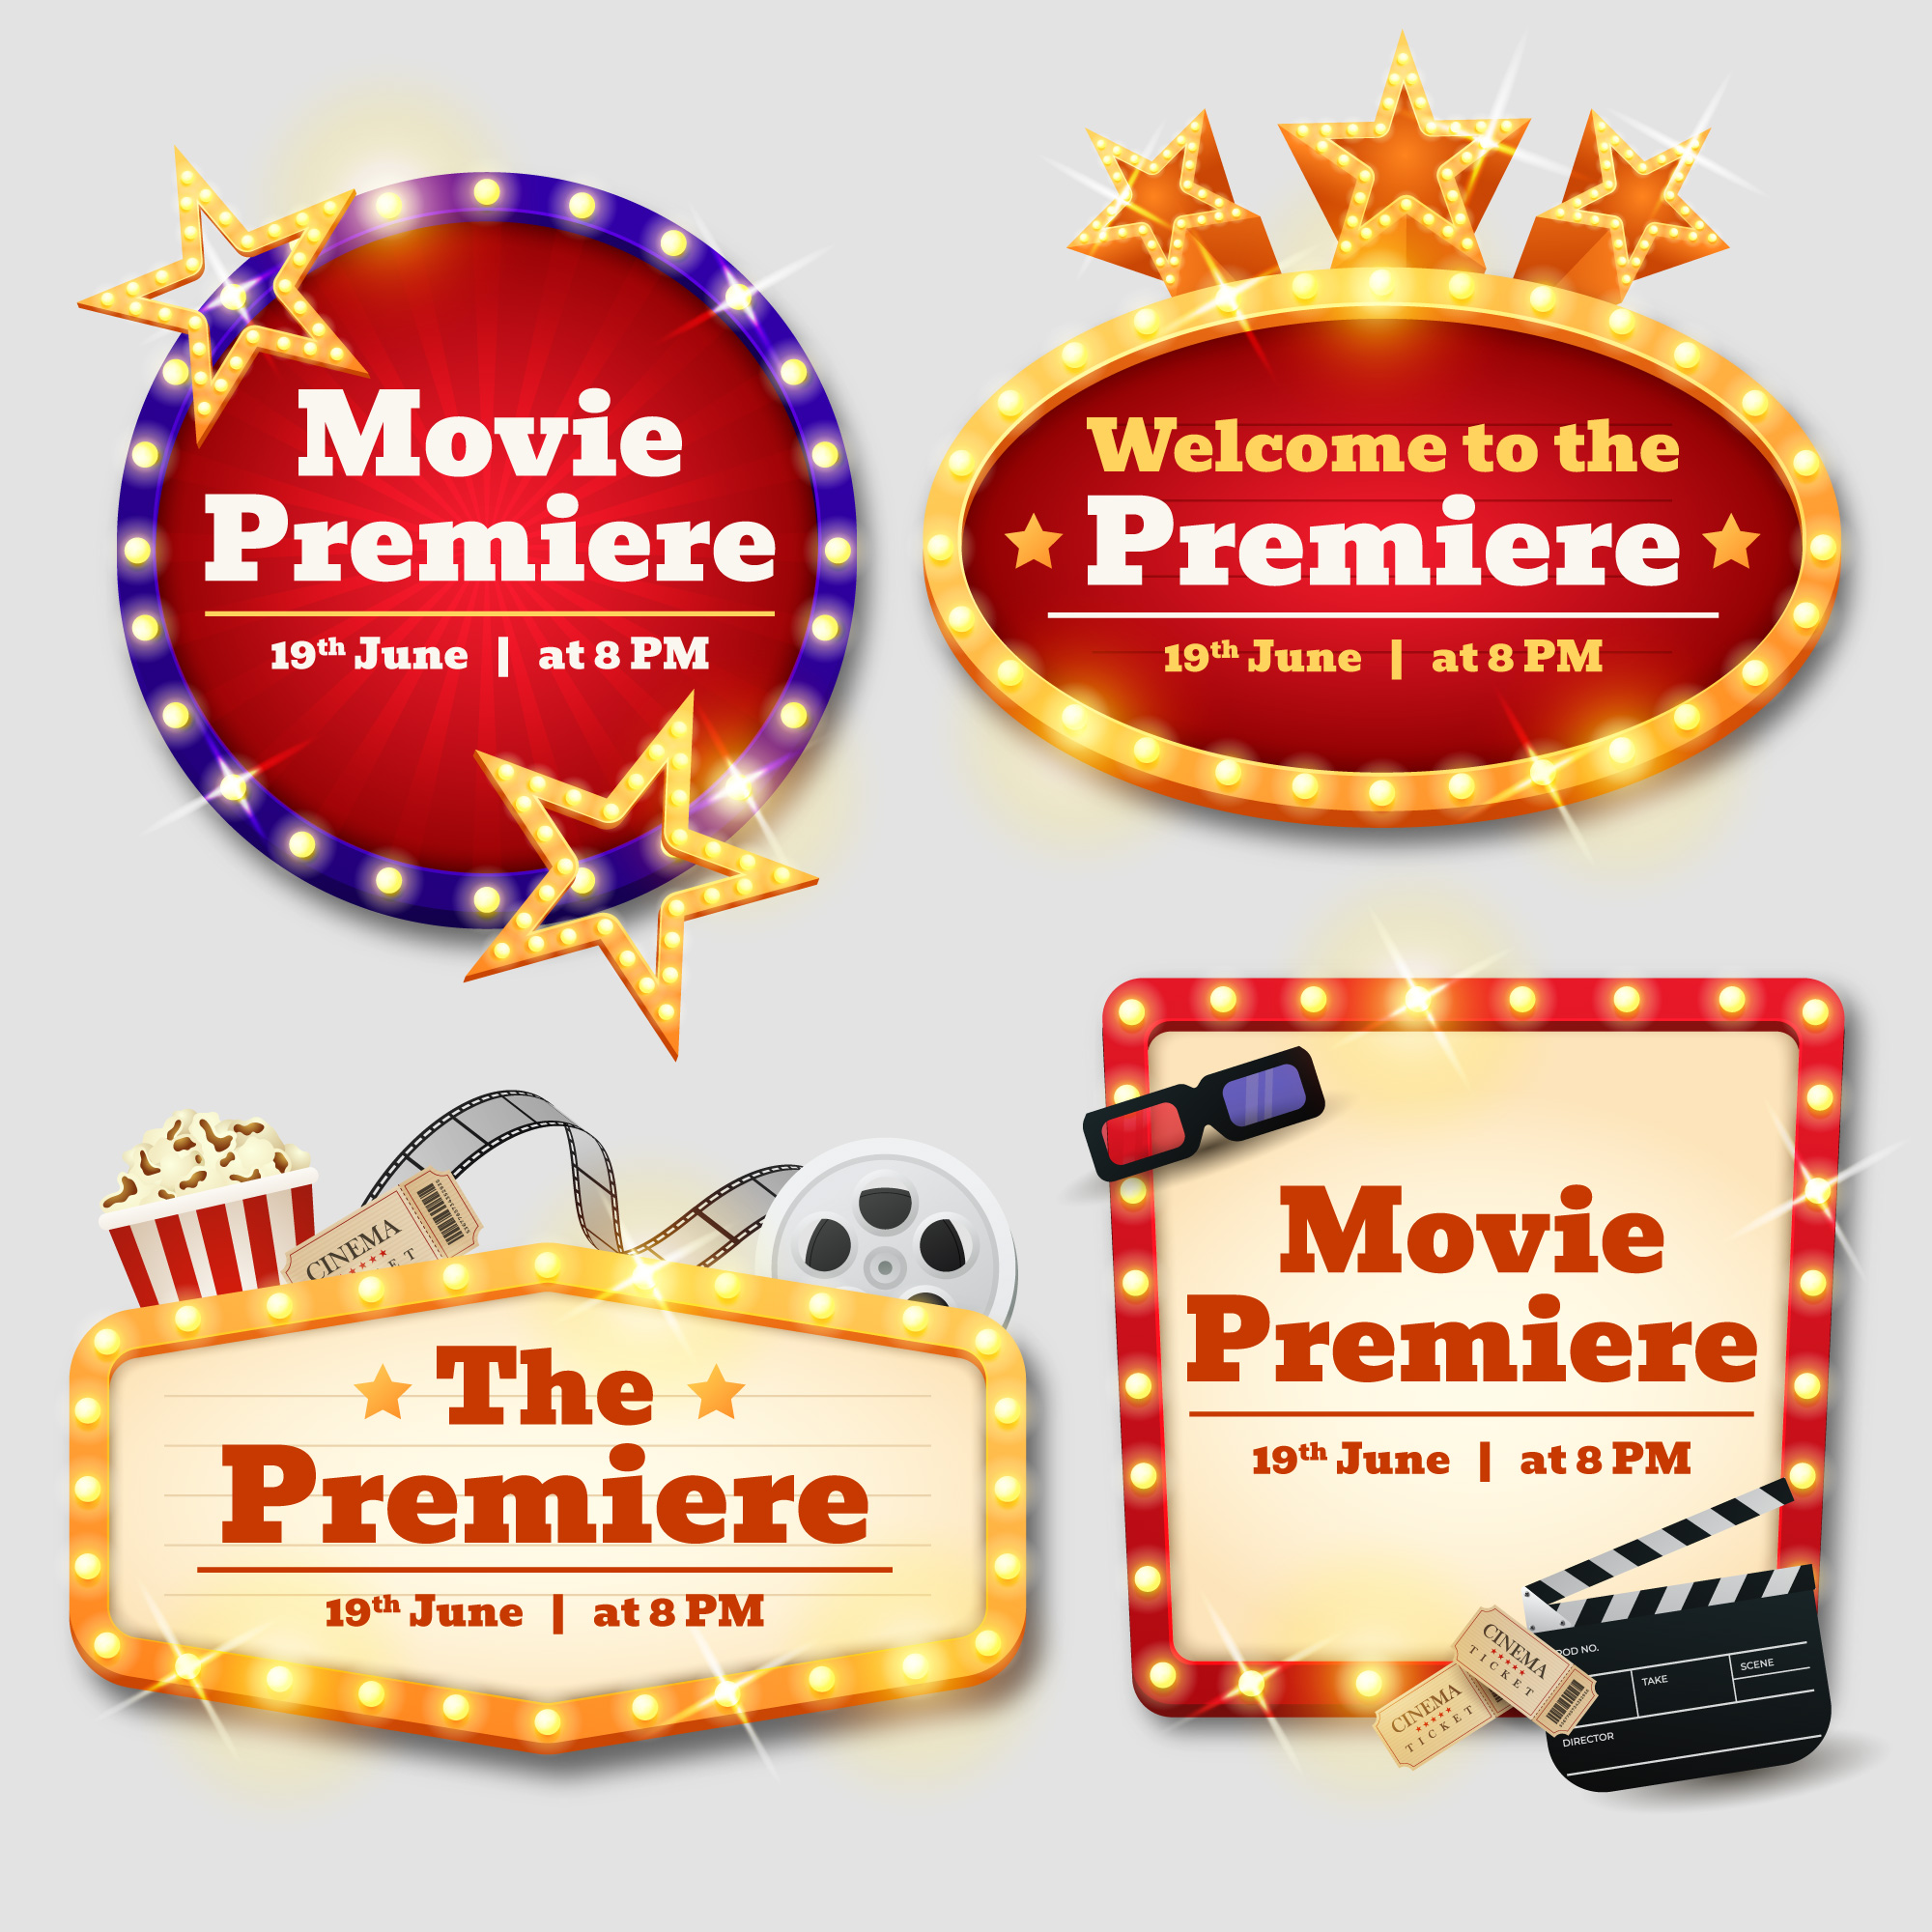 Movie
Premiere
19th June | at 8 PM
Welcome to the
Premiere
19th June | at 8 PM
CINEMA
The
Premiere
19th June | at 8 PM
Movie
Premiere
19th June | at 8 PM
CINEMA
TICKET
CINEMA
TICKET
OD NO.
TAKE
SCENE
DIRECTOR